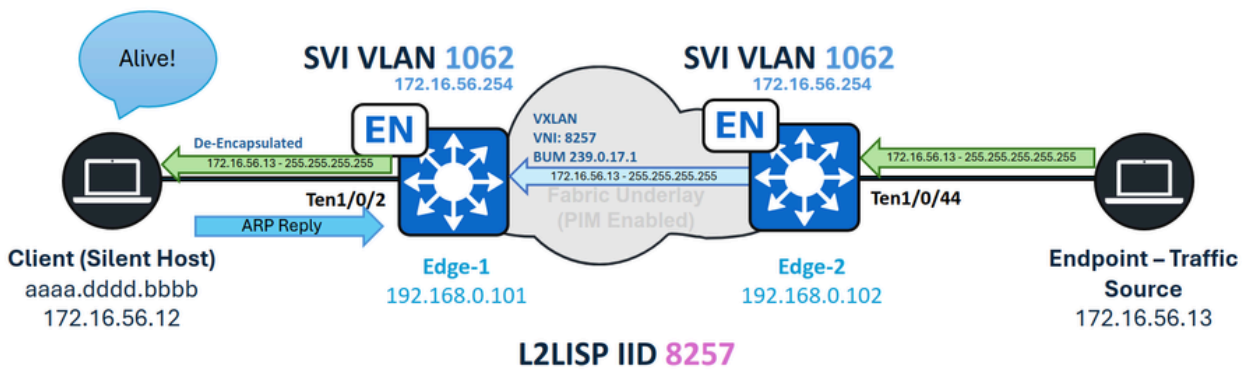 Alive!
SVI VLAN 1062
172.16.56.254
SVI VLAN 1062
172.16.56.254
EN
EN
De-Encapsulated
172.16.56.13 - 255.255.255.255
VXLAN
VNI: 8257
BUM 239.0.17.1
172.16.56.13 - 255.255.255.255
172.16.56.13 - 255.255.255.255
Fabric Underlay
(PIM Enabled)
Ten1/0/2
Ten1/0/44
ARP Reply
Client (Silent Host)
aaaa.dddd.bbbb
172.16.56.12
Edge-1
192.168.0.101
Edge-2
192.168.0.102
Endpoint – Traffic
Source
172.16.56.13
L2LISP IID 8257